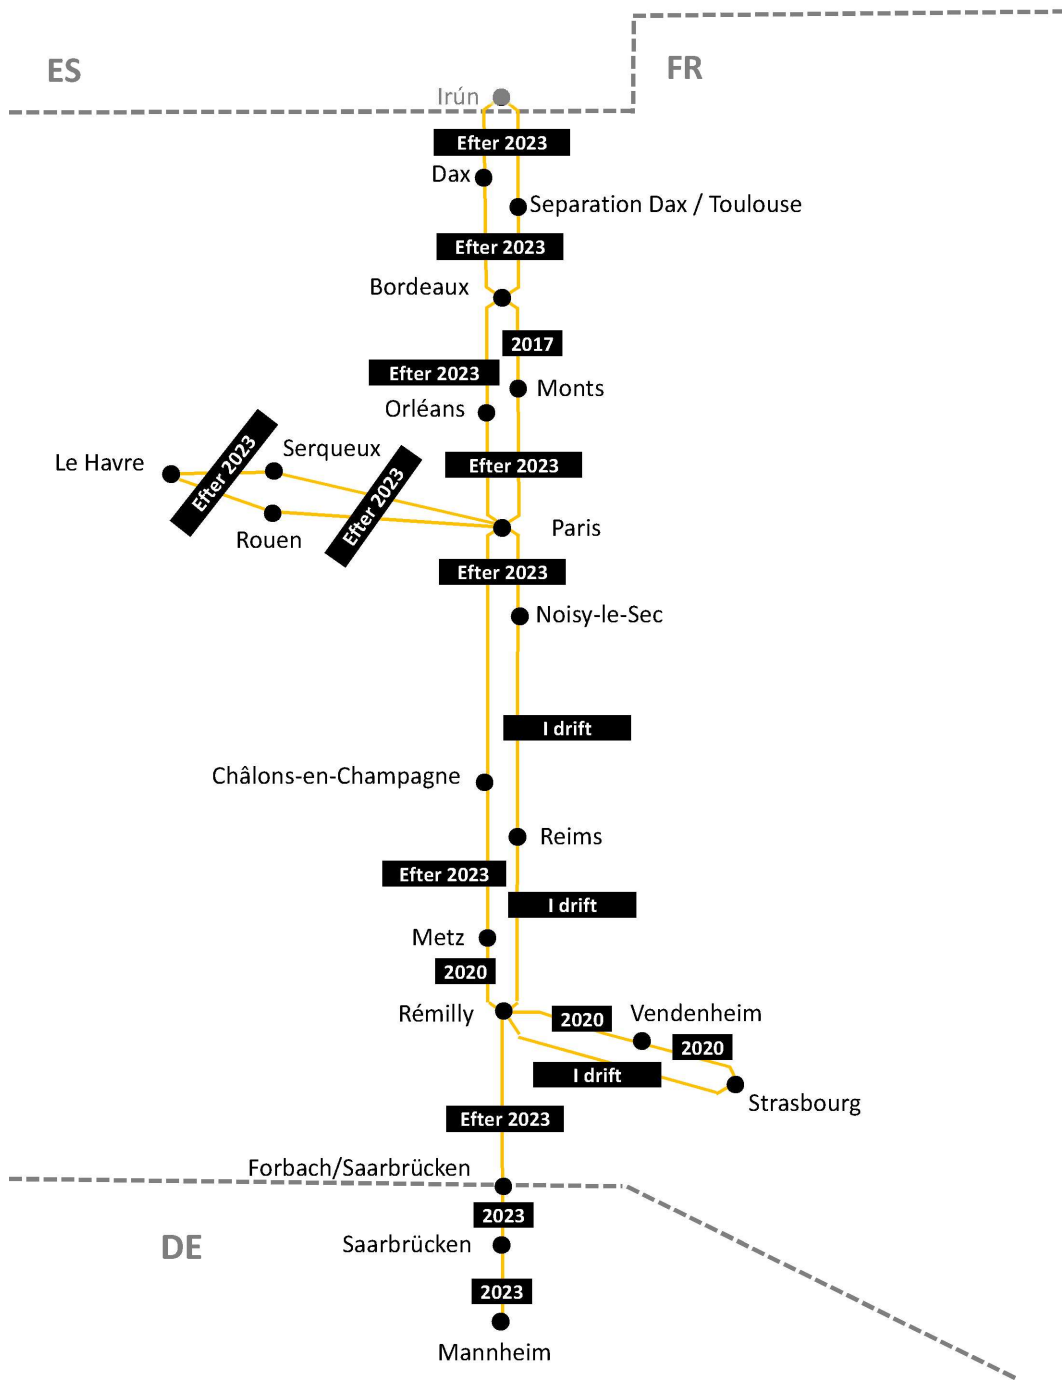 ES
FR
Irún
Efter 2023
Dax
Separation Dax / Toulouse
Efter 2023
Bordeaux
2017
Efter 2023
Monts
Orléans
Serqueux
Le Havre
Efter 2023
Efter 2023
Efter 2023
Rouen
Paris
Efter 2023
Noisy-le-Sec
I drift
Châlons-en-Champagne
Reims
Efter 2023
I drift
Metz
2020
Rémilly
Vendenheim
2020
2020
I drift
Strasbourg
Efter 2023
Forbach/Saarbrücken
2023
DE
Saarbrücken
2023
Mannheim